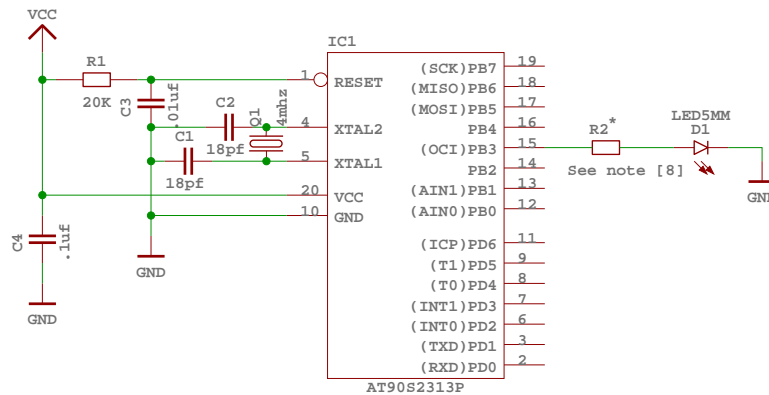 VCC
IC1
R1
20K
C3
.01uf
C2
18pf
C1
18pf
Q1
4mhz
C4
.1uf
GND
GND
1 RESET
4 XTAL2
5 XTAL1
20 VCC
10 GND
(SCK)PB7 19
(MISO)PB6 18
(MOSI)PB5 17
PB4 16
(OCI)PB3 15
PB2 14
(AIN1)PB1 13
(AIN0)PB0 12
(ICP)PD6 11
(T1)PD5 9
(T0)PD4 8
(INT1)PD3 7
(INT0)PD2 6
(TXD)PD1 3
(RXD)PD0 2
AT90S2313P
R2*
See note [8]
LED5MM
D1
GND